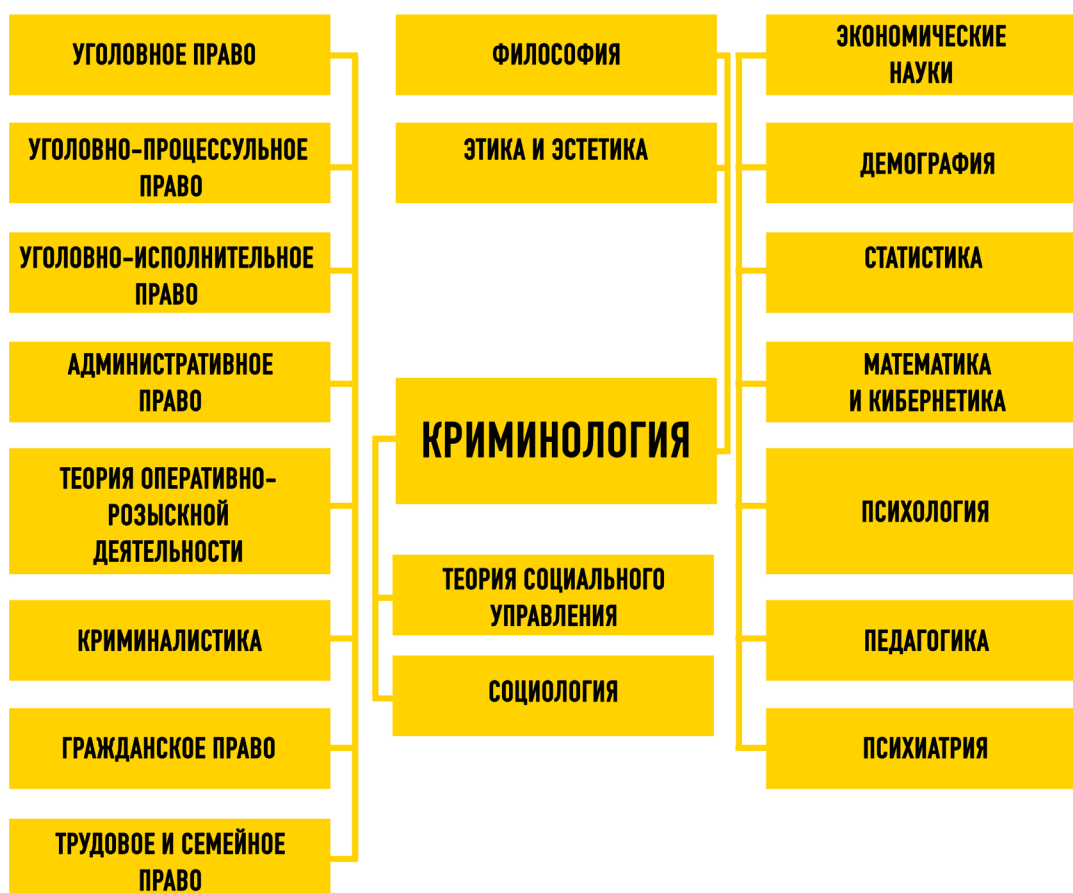 УГОЛОВНОЕ ПРАВО
УГОЛОВНО-ПРОЦЕССУЛЬНОЕ
ПРАВО
УГОЛОВНО-ИСПОЛНИТЕЛЬНОЕ
ПРАВО
АДМИНИСТРАТИВНОЕ
ПРАВО
ТЕОРИЯ ОПЕРАТИВНО-
РОЗЫСКНОЙ
ДЕЯТЕЛЬНОСТИ
КРИМИНАЛИСТИКА
ГРАЖДАНСКОЕ ПРАВО
ТРУДОВОЕ И СЕМЕЙНОЕ
ПРАВО
ФИЛОСОФИЯ
ЭТИКА И ЭСТЕТИКА
КРИМИНОЛОГИЯ
ТЕОРИЯ СОЦИАЛЬНОГО
УПРАВЛЕНИЯ
СОЦИОЛОГИЯ
ЭКОНОМИЧЕСКИЕ
НАУКИ
ДЕМОГРАФИЯ
СТАТИСТИКА
МАТЕМАТИКА
И КИБЕРНЕТИКА
ПСИХОЛОГИЯ
ПЕДАГОГИКА
ПСИХИАТРИЯ